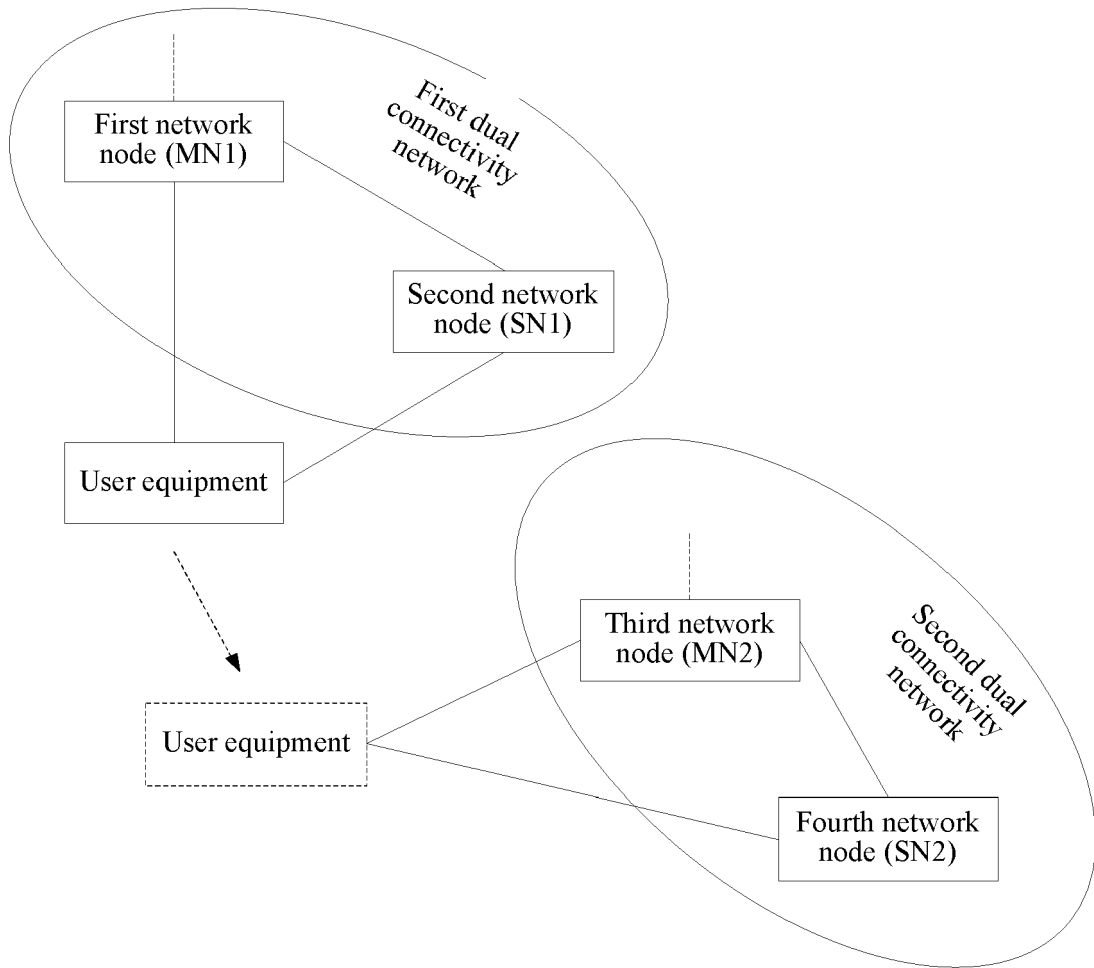 First network
node (MN1)
First dual
connectivity
network
Second network
node (SN1)
User equipment
Third network
node (MN2)
Second dual
connectivity
network
User equipment
Fourth network
node (SN2)